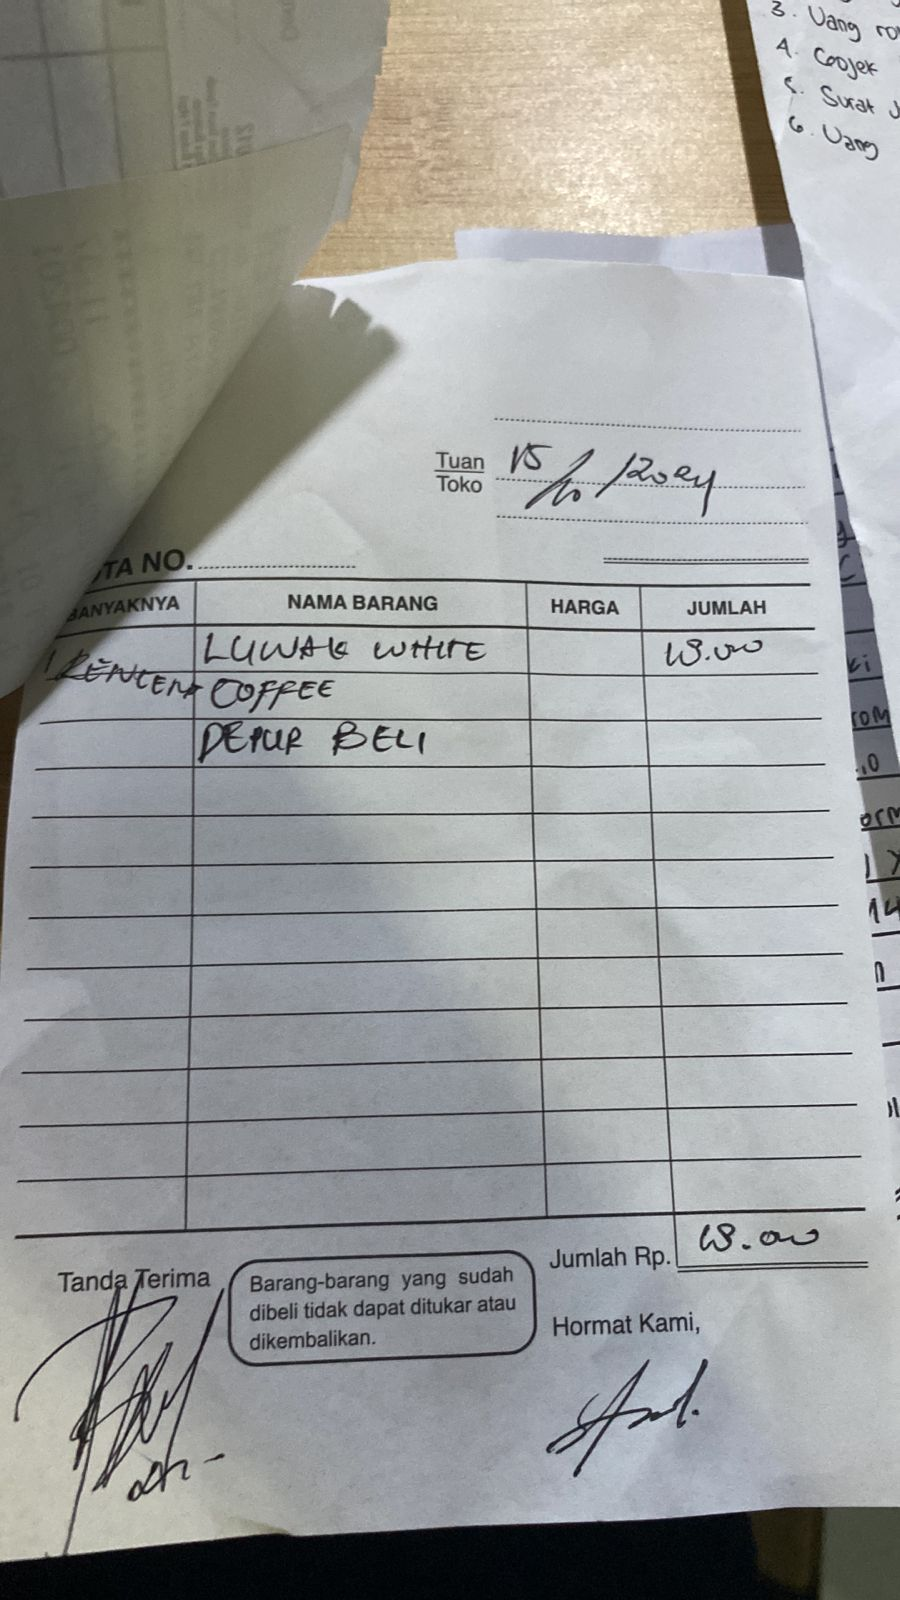 3. Uang
4. Coojek
5. Surat J
6. Uang
Tuan
Toko
15/10/2024
TA NO.
BANYAKNYA NAMA BARANG HARGA JUMLAH
1 RENCENG LUWAK WHITE 18.000
COFFEE
DEPUR BELI
Jumlah Rp. 18.000
Tanda Terima
Barang-barang yang sudah
dibeli tidak dapat ditukar atau
dikembalikan.
Hormat Kami,